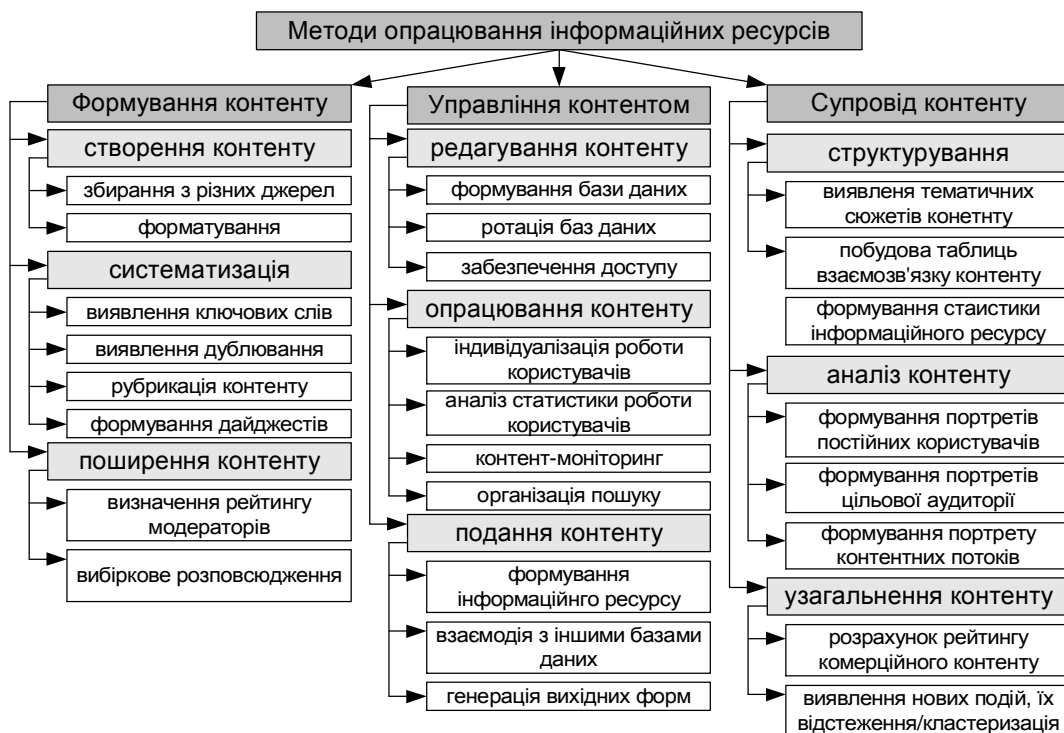 Методи опрацювання інформаційних ресурсів
Формування контенту
створення контенту
збирання з різних джерел
форматування
систематизація
виявлення ключових слів
виявлення дублювання
рубрикація контенту
формування дайджестів
поширення контенту
визначення рейтингу
модераторів
вибіркове розповсюдження
Управління контентом
редагування контенту
формування бази даних
ротація баз даних
забезпечення доступу
опрацювання контенту
індивідуалізація роботи
користувачів
аналіз статистики роботи
користувачів
контент-моніторинг
організація пошуку
подання контенту
формування
інформаційнго ресурсу
взаємодія з іншими базами
даних
генерація вихідних форм
Супровід контенту
структурування
виявленя тематичних
сюжетів конетнту
побудова таблиць
взаємозв'язку контенту
формування стаистики
інформаційного ресурсу
аналіз контенту
формування портретів
постійних користувачів
формування портретів
цільової аудиторії
формування портрету
контентних потоків
узагальнення контенту
розрахунок рейтингу
комерційного контенту
виявлення нових подій, їх
відстеження/кластеризація